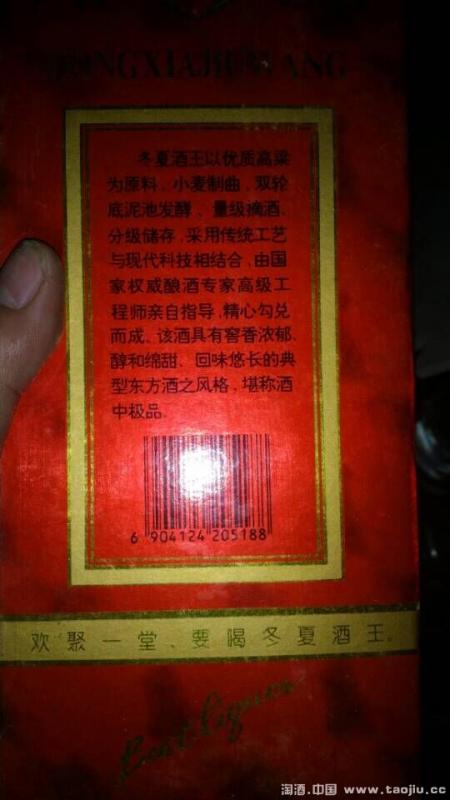 DONGXIAJIUWANG
冬夏酒王以优质高粱
为原料、小麦制曲，双轮
底泥池发酵、量级摘酒、
分级储存，采用传统工艺
与现代科技相结合，由国
家权威酿酒专家高级工
程师亲自指导，精心勾兑
而成。该酒具有窖香浓郁、
醇和绵甜、回味悠长的典
型东方酒之风格，堪称酒
中极品。
6 904124 205188
欢聚一堂、要喝冬夏酒王。
Best liquor
淘酒.中国 www.taojiu.cc